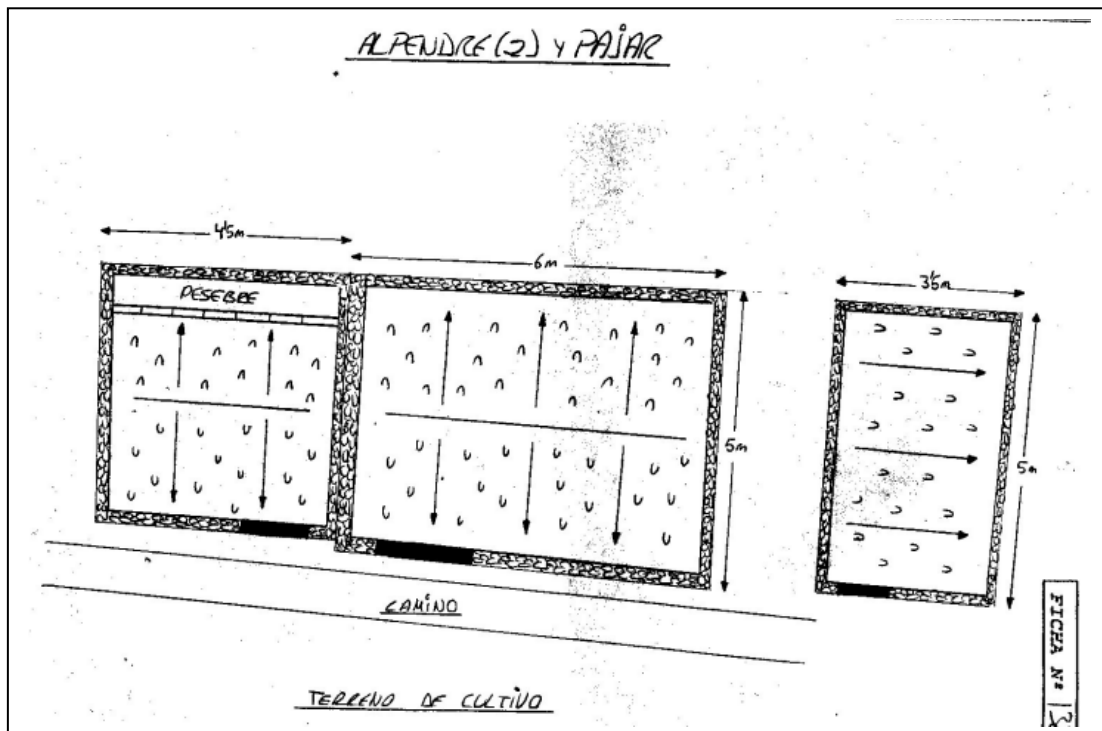 ALPENDRE(2) Y PAJAR
4'5m
6m
3'5m
PESEBRE
5m
5m
CAMINO
TERRENO DE CULTIVO
FICHA Nº